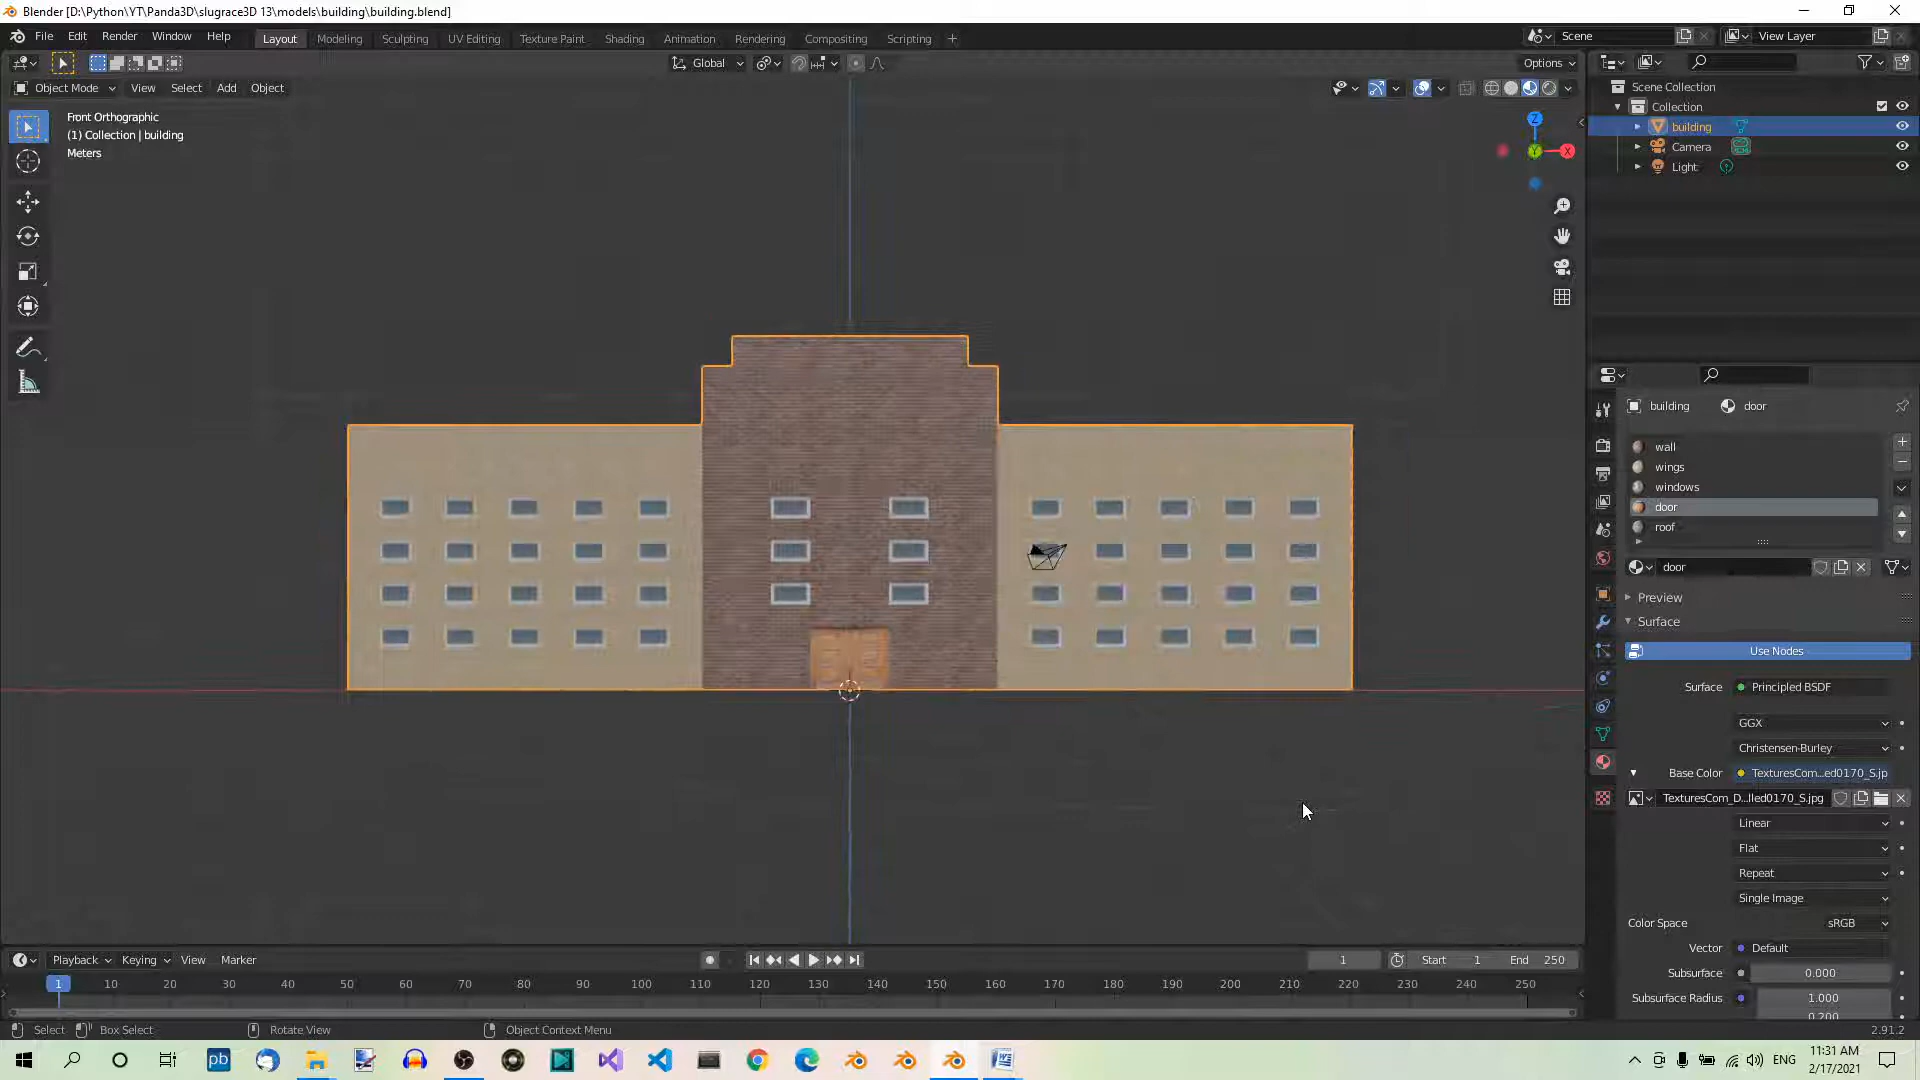 Blender [D:\Python\YT\Panda3D\slugrace3D 13\models\building\building.blend]
File Edit Render Window Help
Layout Modeling Sculpting UV Editing Texture Paint Shading Animation Rendering Compositing Scripting +
Scene
View Layer
Global
Options
Object Mode View Select Add Object
Front Orthographic
(1) Collection | building
Meters
Z
Y
X
Scene Collection
Collection
building
Camera
Light
building door
wall
wings
windows
door
roof
door
Preview
Surface
Use Nodes
Surface Principled BSDF
GGX
Christensen-Burley
Base Color TexturesCom...ed0170_S.jp
TexturesCom_D...lled0170_S.jpg
Linear
Flat
Repeat
Single Image
Color Space sRGB
Vector Default
Subsurface 0.000
Subsurface Radius 1.000
0.200
Playback Keying View Marker
1 Start 1 End 250
1 10 20 30 40 50 60 70 80 90 100 110 120 130 140 150 160 170 180 190 200 210 220 230 240 250
Select Box Select Rotate View Object Context Menu
2.91.2
pb
ENG
11:31 AM
2/17/2021